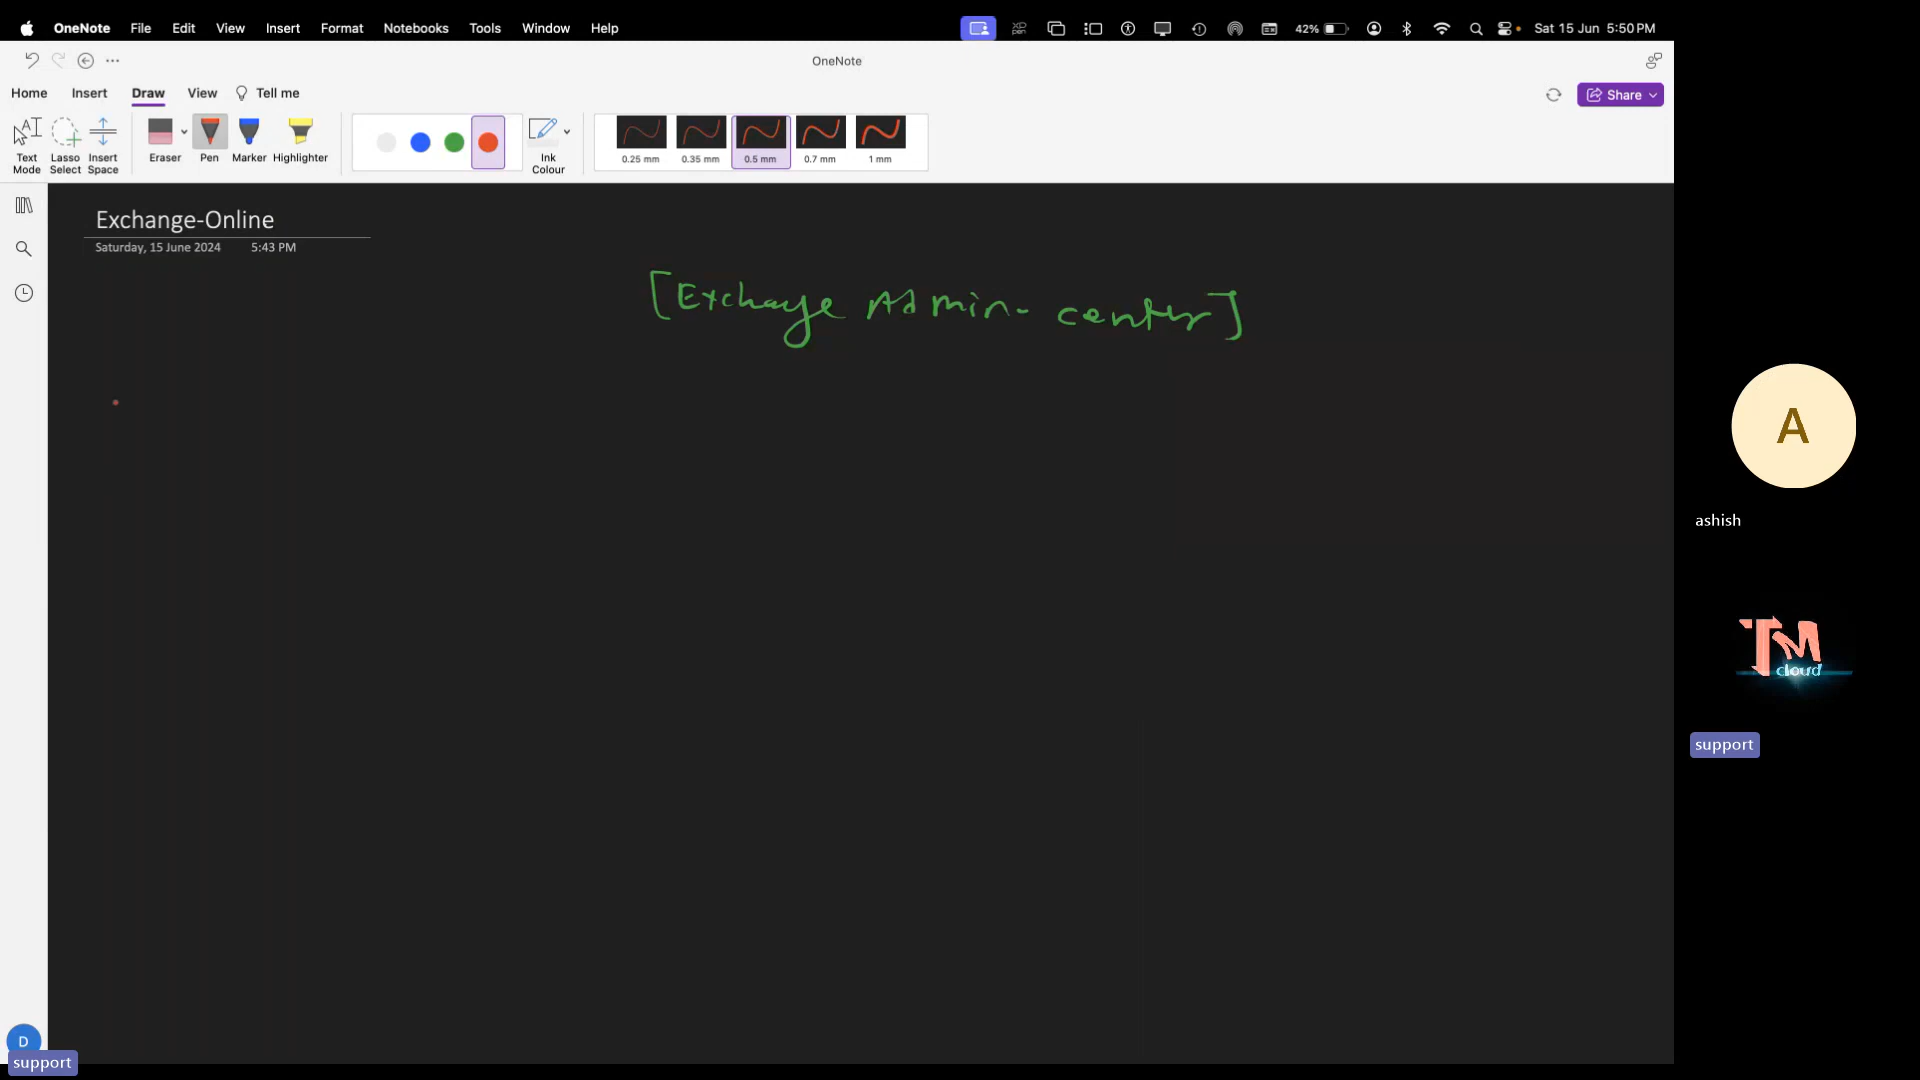 OneNote File Edit View Insert Format Notebooks Tools Window Help 42% Sat 15 Jun 5:50 PM
OneNote
Home Insert Draw View Tell me Share
Text Mode Lasso Select Insert Space Eraser Pen Marker Highlighter Ink Colour 0.25 mm 0.35 mm 0.5 mm 0.7 mm 1 mm
Exchange-Online
Saturday, 15 June 2024 5:43 PM
[Exchange Admin- center]
A
ashish
TM
cloud
support
D
support